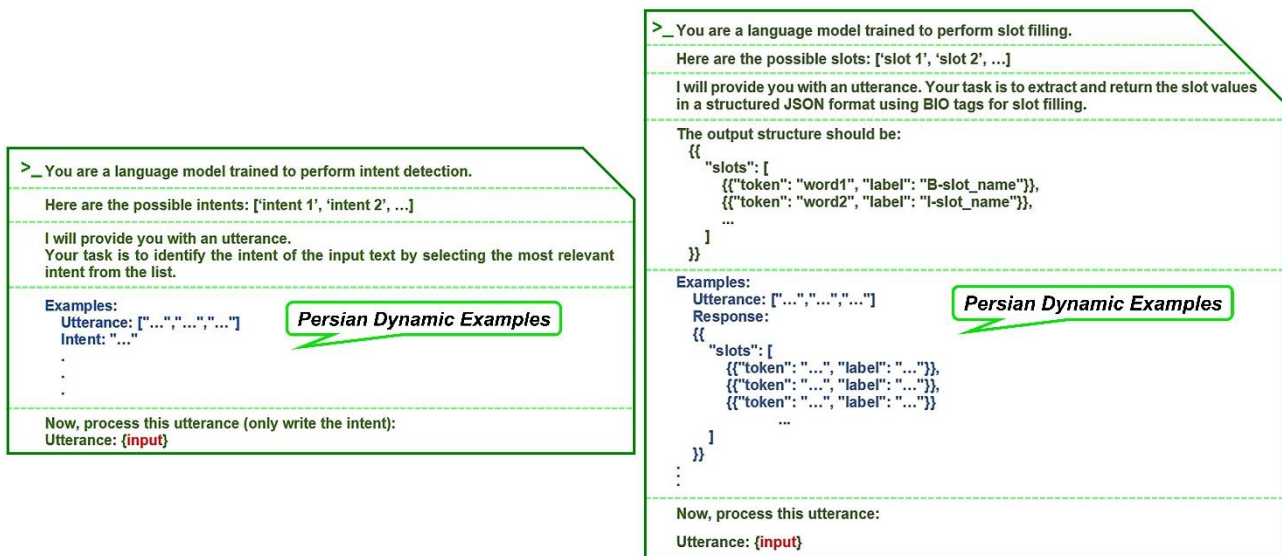 >_ You are a language model trained to perform intent detection.
Here are the possible intents: [‘intent 1’, ‘intent 2’, …]
I will provide you with an utterance.
Your task is to identify the intent of the input text by selecting the most relevant
intent from the list.
Examples:
Utterance: ["…","…","…"]
Intent: "…"
.
.
.
Persian Dynamic Examples
Now, process this utterance (only write the intent):
Utterance: {input}
>_ You are a language model trained to perform slot filling.
Here are the possible slots: [‘slot 1’, ‘slot 2’, …]
I will provide you with an utterance. Your task is to extract and return the slot values
in a structured JSON format using BIO tags for slot filling.
The output structure should be:
{{
"slots": [
{{"token": "word1", "label": "B-slot_name"}},
{{"token": "word2", "label": "I-slot_name"}},
...
]
}}
Examples:
Utterance: ["…","…","…"]
Response:
{{
"slots": [
{{"token": "…", "label": "…"}},
{{"token": "…", "label": "…"}},
{{"token": "…", "label": "…"}}
...
]
}}
.
.
.
Persian Dynamic Examples
Now, process this utterance:
Utterance: {input}